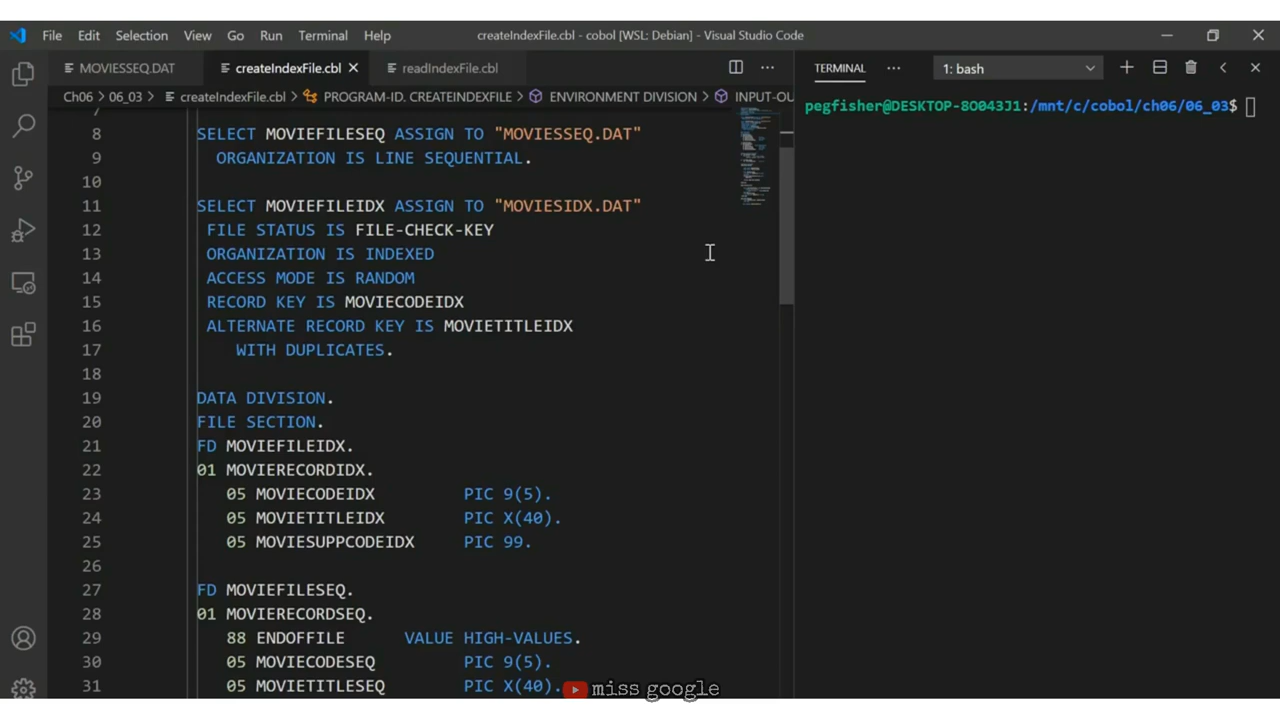 File Edit Selection View Go Run Terminal Help createIndexFile.cbl - cobol [WSL: Debian] - Visual Studio Code
MOVIESSEQ.DAT createIndexFile.cbl readIndexFile.cbl TERMINAL 1: bash
Ch06 > 06_03 > createIndexFile.cbl > PROGRAM-ID. CREATEINDEXFILE > ENVIRONMENT DIVISION > INPUT-OU
pegfisher@DESKTOP-8O043J1:/mnt/c/cobol/ch06/06_03$
7
8 SELECT MOVIEFILESEQ ASSIGN TO "MOVIESSEQ.DAT"
9 ORGANIZATION IS LINE SEQUENTIAL.
10
11 SELECT MOVIEFILEIDX ASSIGN TO "MOVIESIDX.DAT"
12 FILE STATUS IS FILE-CHECK-KEY
13 ORGANIZATION IS INDEXED
14 ACCESS MODE IS RANDOM
15 RECORD KEY IS MOVIECODEIDX
16 ALTERNATE RECORD KEY IS MOVIETITLEIDX
17 WITH DUPLICATES.
18
19 DATA DIVISION.
20 FILE SECTION.
21 FD MOVIEFILEIDX.
22 01 MOVIERECORDIDX.
23 05 MOVIECODEIDX PIC 9(5).
24 05 MOVIETITLEIDX PIC X(40).
25 05 MOVIESUPPCODEIDX PIC 99.
26
27 FD MOVIEFILESEQ.
28 01 MOVIERECORDSEQ.
29 88 ENDOFFILE VALUE HIGH-VALUES.
30 05 MOVIECODESEQ PIC 9(5).
31 05 MOVIETITLESEQ PIC X(40).
miss google